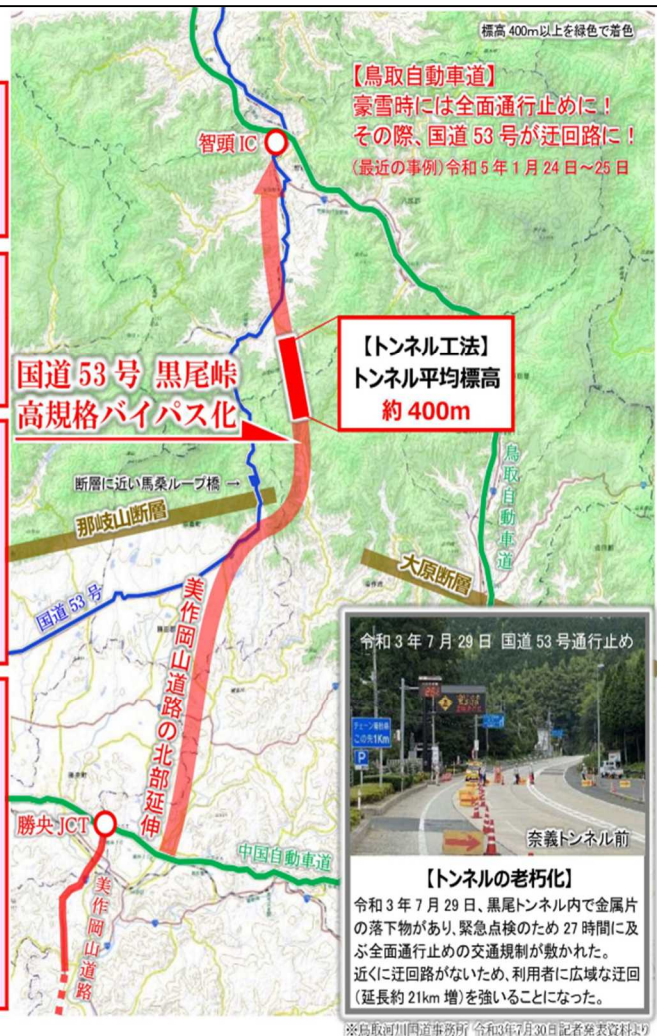 標高400m以上を緑色で着色
【鳥取自動車道】
豪雪時には全面通行止めに!
その際、国道53号が迂回路に!
(最近の事例)令和5年1月24日~25日
智頭IC
【トンネル工法】
トンネル平均標高
約400m
国道53号 黒尾峠
高規格バイパス化
鳥取自動車道
断層に近い馬桑ループ橋 →
那岐山断層
大原断層
国道53号
美作岡山道路の北部延伸
勝央JCT
中国自動車道
美作岡山道路
令和3年7月29日 国道53号通行止め
チェーン着脱場
この先1Km
P
奈義トンネル前
【トンネルの老朽化】
令和3年7月29日、黒尾トンネル内で金属片
の落下物があり、緊急点検のため27時間に及
ぶ全面通行止めの交通規制が敷かれた。
近くに迂回路がないため、利用者に広域な迂回
(延長約21km増)を強いることになった。
※鳥取河川国道事務所 令和3年7月30日記者発表資料より